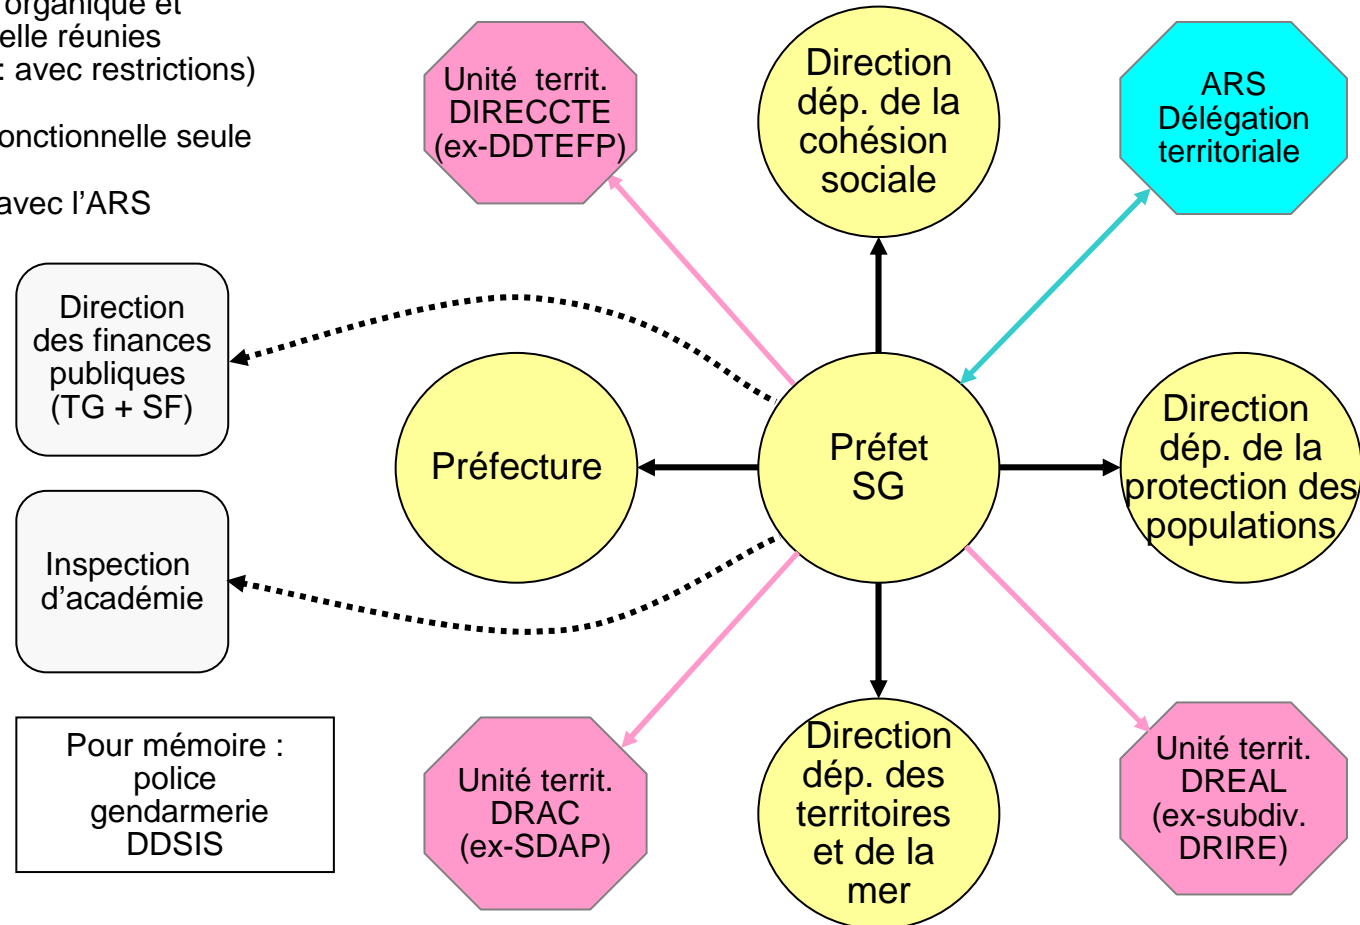 organique et
elle réunies
: avec restrictions)
onctionnelle seule
avec l'ARS
Unité territ.
DIRECCTE
(ex-DDTEFP)
Direction
dép. de la
cohésion
sociale
ARS
Délégation
territoriale
Direction
des finances
publiques
(TG + SF)
Préfecture
Préfet
SG
Direction
dép. de la
protection des
populations
Inspection
d'académie
Pour mémoire :
police
gendarmerie
DDSIS
Unité territ.
DRAC
(ex-SDAP)
Direction
dép. des
territoires
et de la
mer
Unité territ.
DREAL
(ex-subdiv.
DRIRE)